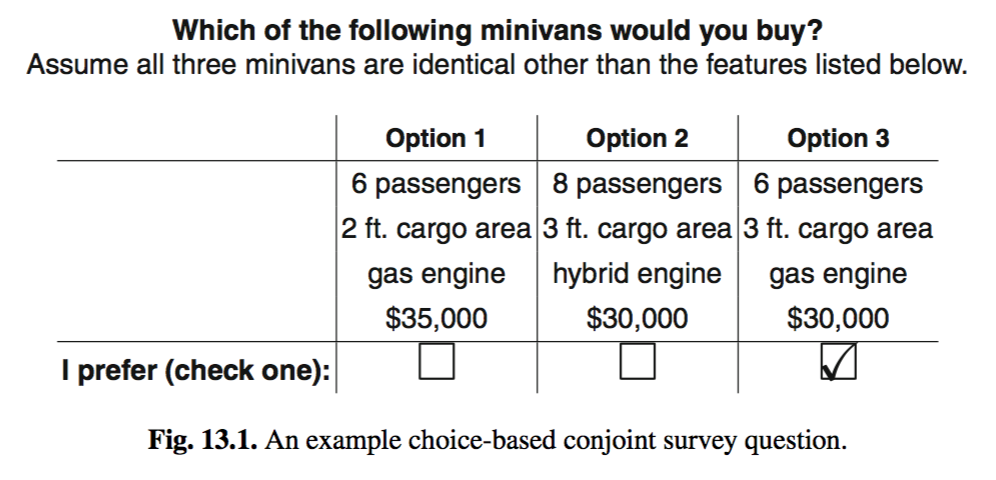 Which of the following minivans would you buy?
Assume all three minivans are identical other than the features listed below.
Option 1 Option 2 Option 3
6 passengers 8 passengers 6 passengers
2 ft. cargo area 3 ft. cargo area 3 ft. cargo area
gas engine hybrid engine gas engine
$35,000 $30,000 $30,000
I prefer (check one):
Fig. 13.1. An example choice-based conjoint survey question.